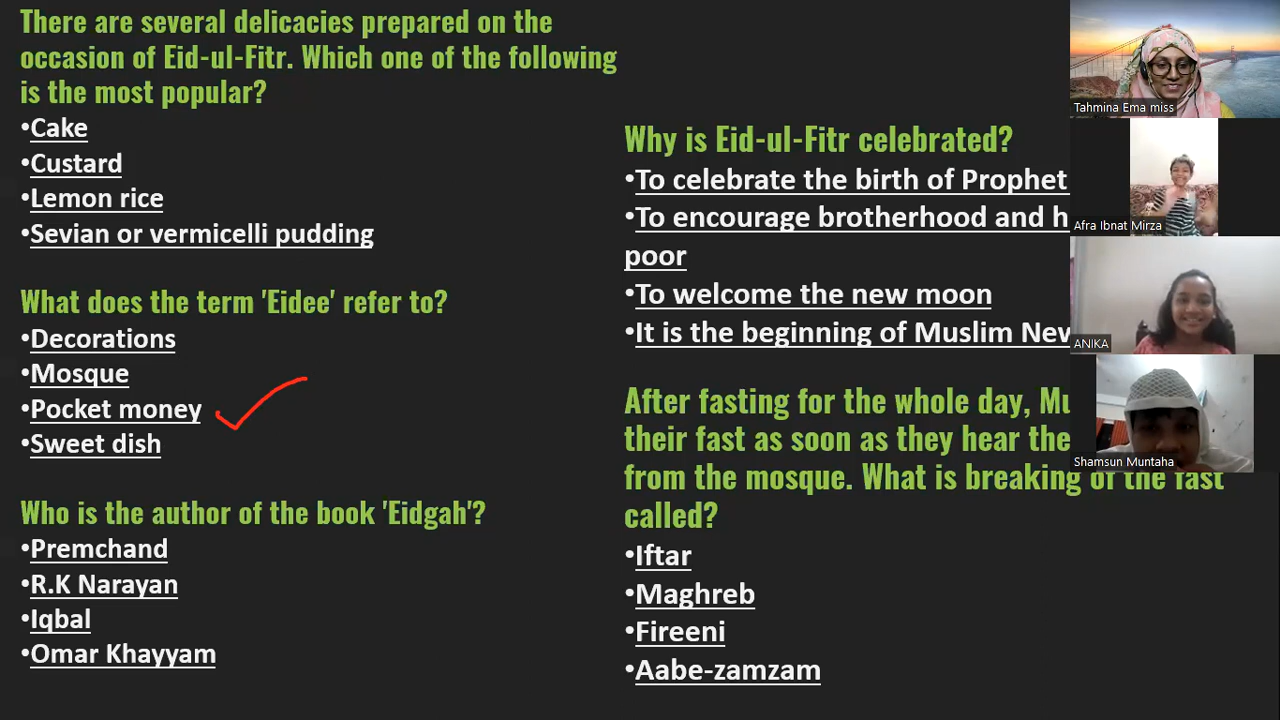 There are several delicacies prepared on the
occasion of Eid-ul-Fitr. Which one of the following
is the most popular?
•Cake
•Custard
•Lemon rice
•Sevian or vermicelli pudding
What does the term 'Eidee' refer to?
•Decorations
•Mosque
•Pocket money
•Sweet dish
Who is the author of the book 'Eidgah'?
•Premchand
•R.K Narayan
•Iqbal
•Omar Khayyam
Why is Eid-ul-Fitr celebrated?
•To celebrate the birth of Prophet
•To encourage brotherhood and h
poor
•To welcome the new moon
•It is the beginning of Muslim New
After fasting for the whole day, Mu
their fast as soon as they hear the
from the mosque. What is breaking of the fast
called?
•Iftar
•Maghreb
•Fireeni
•Aabe-zamzam
Tahmina Ema miss
Afra Ibnat Mirza
ANIKA
Shamsun Muntaha